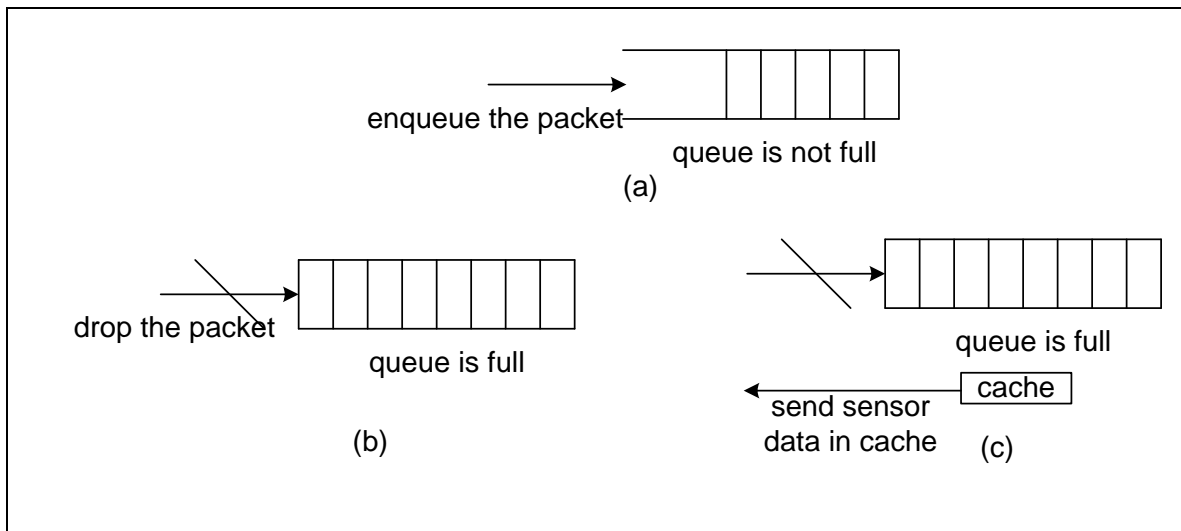 enqueue the packet
queue is not full
(a)
drop the packet
queue is full
(b)
queue is full
cache
send sensor
data in cache
(c)